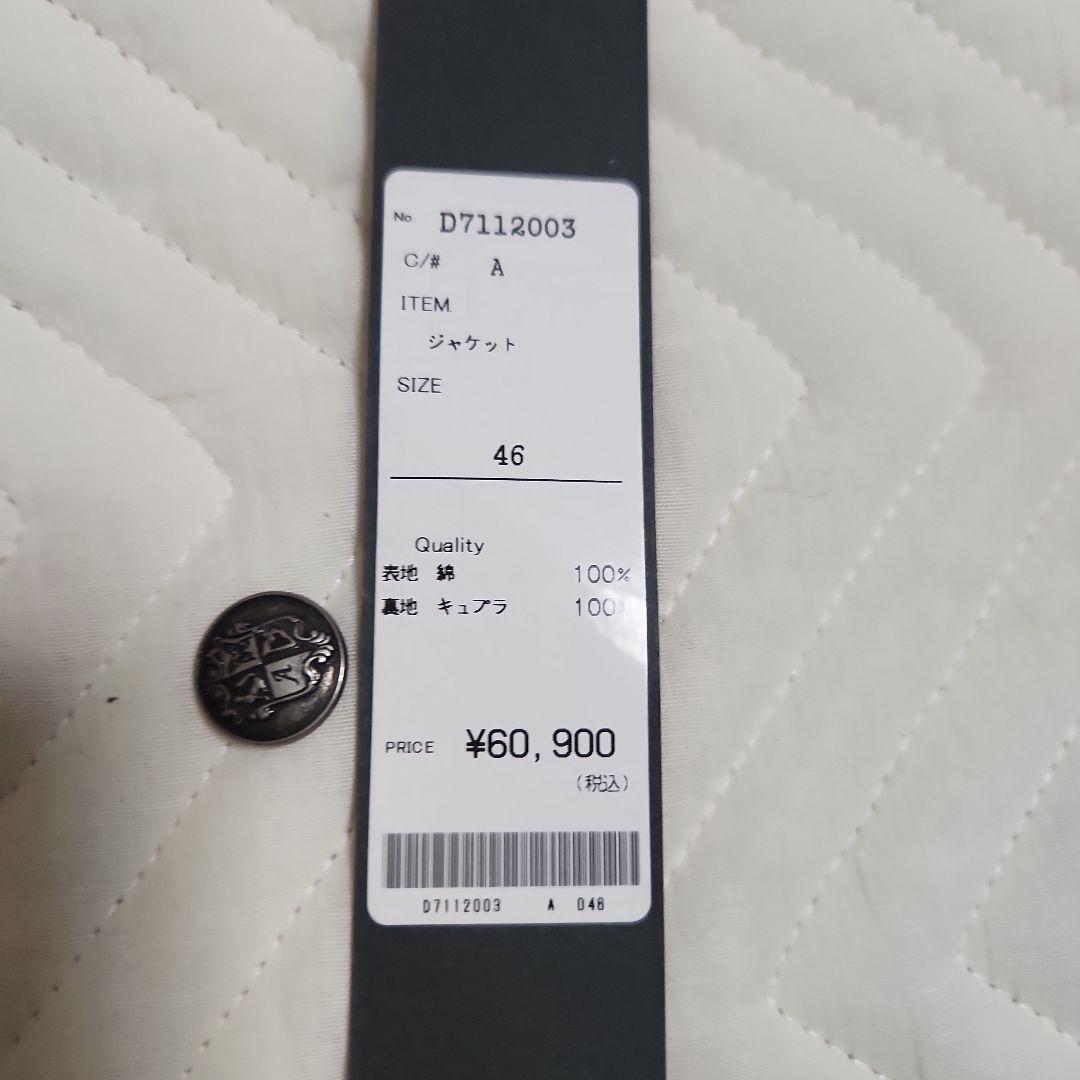 No. D7112003
C/# A
ITEM
ジャケット
SIZE
46
Quality
表地 綿 100%
裏地 キュプラ 100%
PRICE ¥60,900
(税込)
D7112003 A 048
A